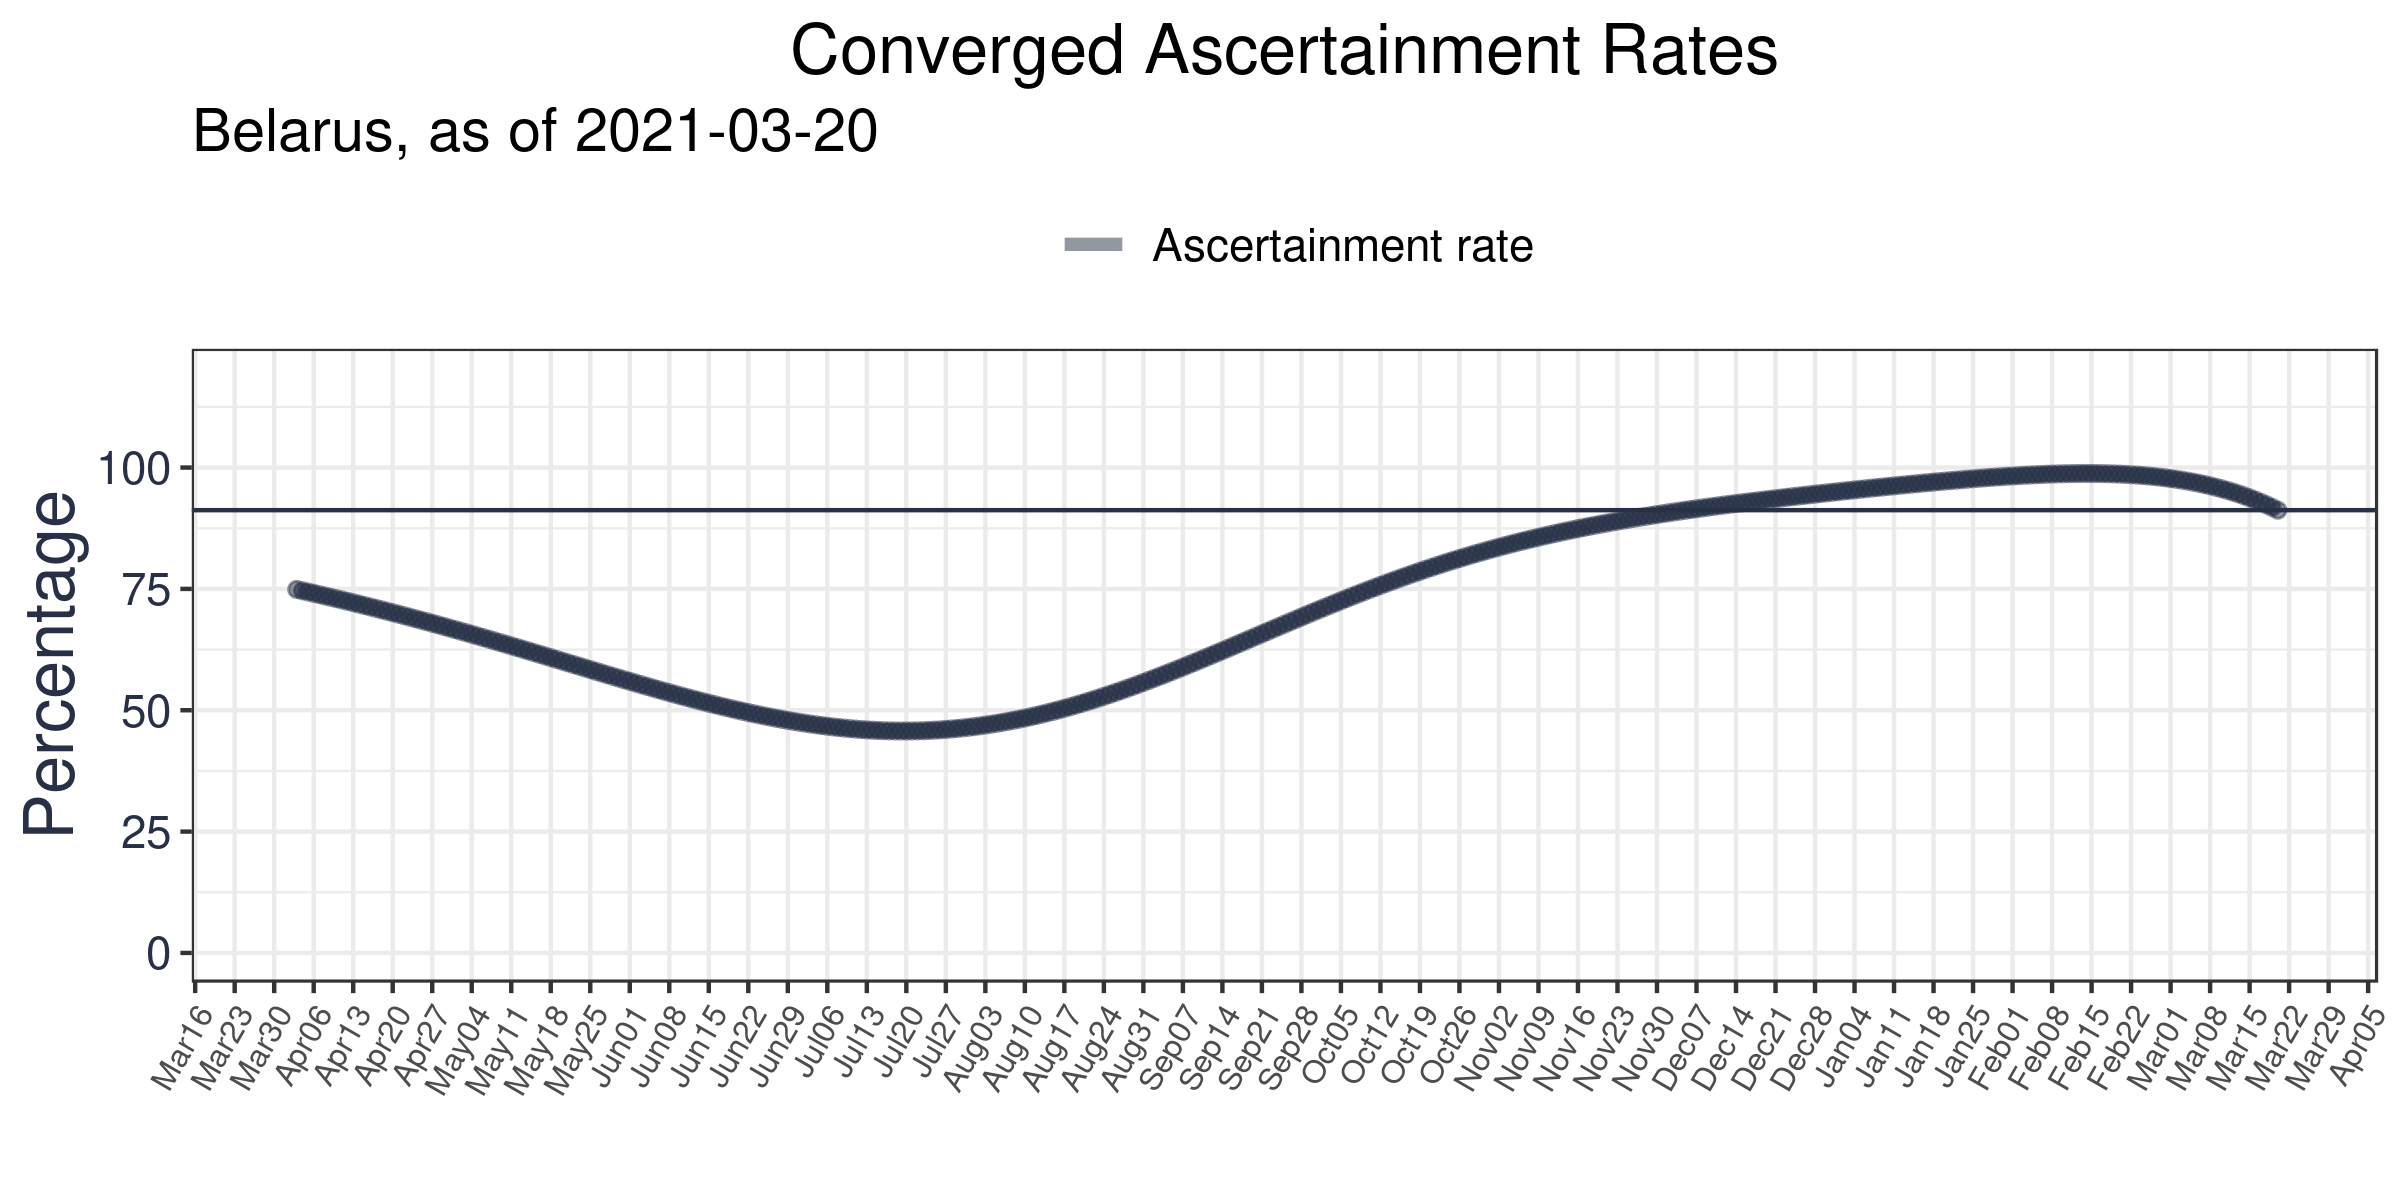 Converged Ascertainment Rates
Belarus, as of 2021-03-20
Ascertainment rate
Percentage
100
75
50
25
0
Mar16 Mar23 Mar30 Apr06 Apr13 Apr20 Apr27 May04 May11 May18 May25 Jun01 Jun08 Jun15 Jun22 Jun29 Jul06 Jul13 Jul20 Jul27 Aug03 Aug10 Aug17 Aug24 Aug31 Sep07 Sep14 Sep21 Sep28 Oct05 Oct12 Oct19 Oct26 Nov02 Nov09 Nov16 Nov23 Nov30 Dec07 Dec14 Dec21 Dec28 Jan04 Jan11 Jan18 Jan25 Feb01 Feb08 Feb15 Feb22 Mar01 Mar08 Mar15 Mar22 Mar29 Apr05